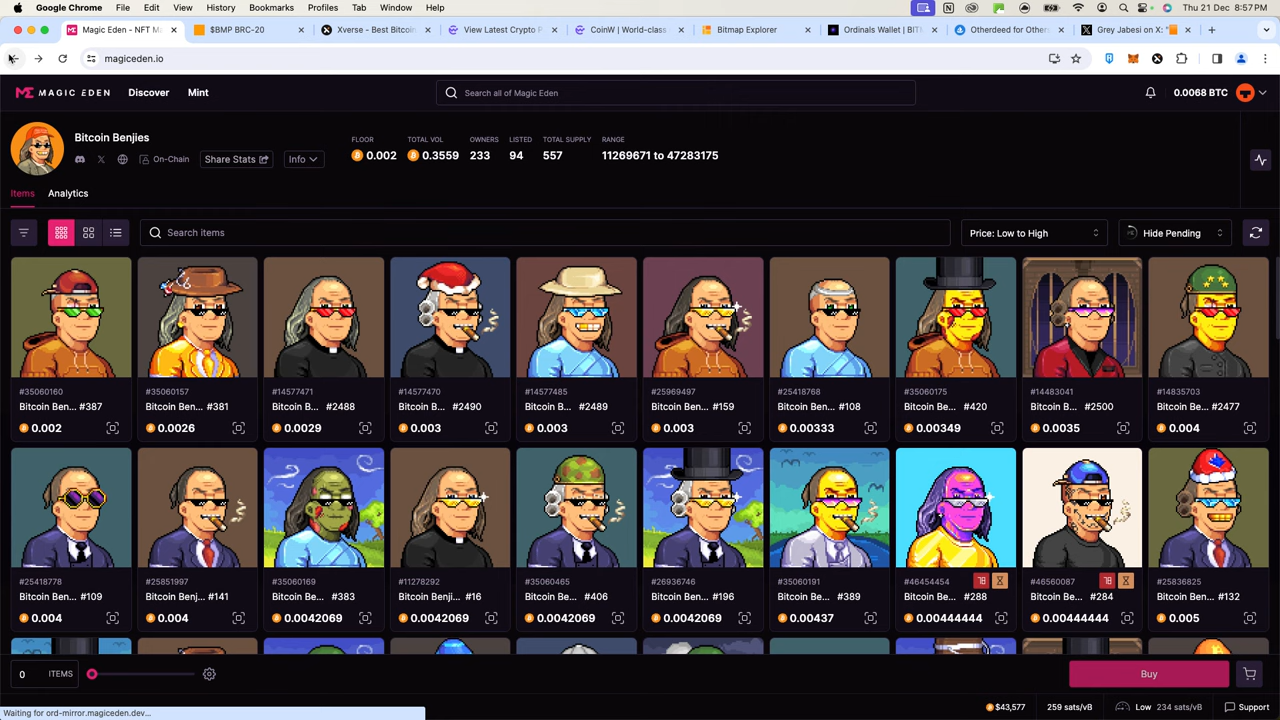 Google Chrome File Edit View History Bookmarks Profiles Tab Window Help Thu 21 Dec 8:57 PM
Magic Eden - NFT M $BMP BRC-20 Xverse - Best Bitcoin View Latest Crypto P CoinW | World-class Bitmap Explorer Ordinals Wallet | BIT Otherdeed for Others Grey Jabesi on X: "
magiceden.io
MAGIC EDEN Discover Mint Search all of Magic Eden 0.0068 BTC
Bitcoin Benjies
FLOOR TOTAL VOL OWNERS LISTED TOTAL SUPPLY RANGE
0.002 0.3559 233 94 557 11269671 to 47283175
On-Chain Share Stats Info
Items Analytics
Search items Price: Low to High Hide Pending
#35060160 #35060157 #14577471 #14577470 #14577485 #25969497 #25418768 #35060175 #14483041 #14835703
Bitcoin Ben... #387 Bitcoin Ben... #381 Bitcoin B... #2488 Bitcoin B... #2490 Bitcoin B... #2489 Bitcoin Ben... #159 Bitcoin Ben... #108 Bitcoin Ben... #420 Bitcoin B... #2500 Bitcoin B... #2477
0.002 0.0026 0.0029 0.003 0.003 0.003 0.00333 0.00349 0.0035 0.004
#25418778 #25851997 #35060169 #11278292 #35060465 #26936746 #35060191 #46454454 #46560087 #25836825
Bitcoin Ben... #109 Bitcoin Benj... #141 Bitcoin Be... #383 Bitcoin Benji... #16 Bitcoin Be... #406 Bitcoin Ben... #196 Bitcoin Ben... #389 Bitcoin Be... #288 Bitcoin Be... #284 Bitcoin Ben... #132
0.004 0.004 0.0042069 0.0042069 0.0042069 0.0042069 0.00437 0.00444444 0.00444444 0.005
0 ITEMS Buy
Waiting for ord-mirror.magiceden.dev... $43,577 259 sats/vB Low 234 sats/vB Support